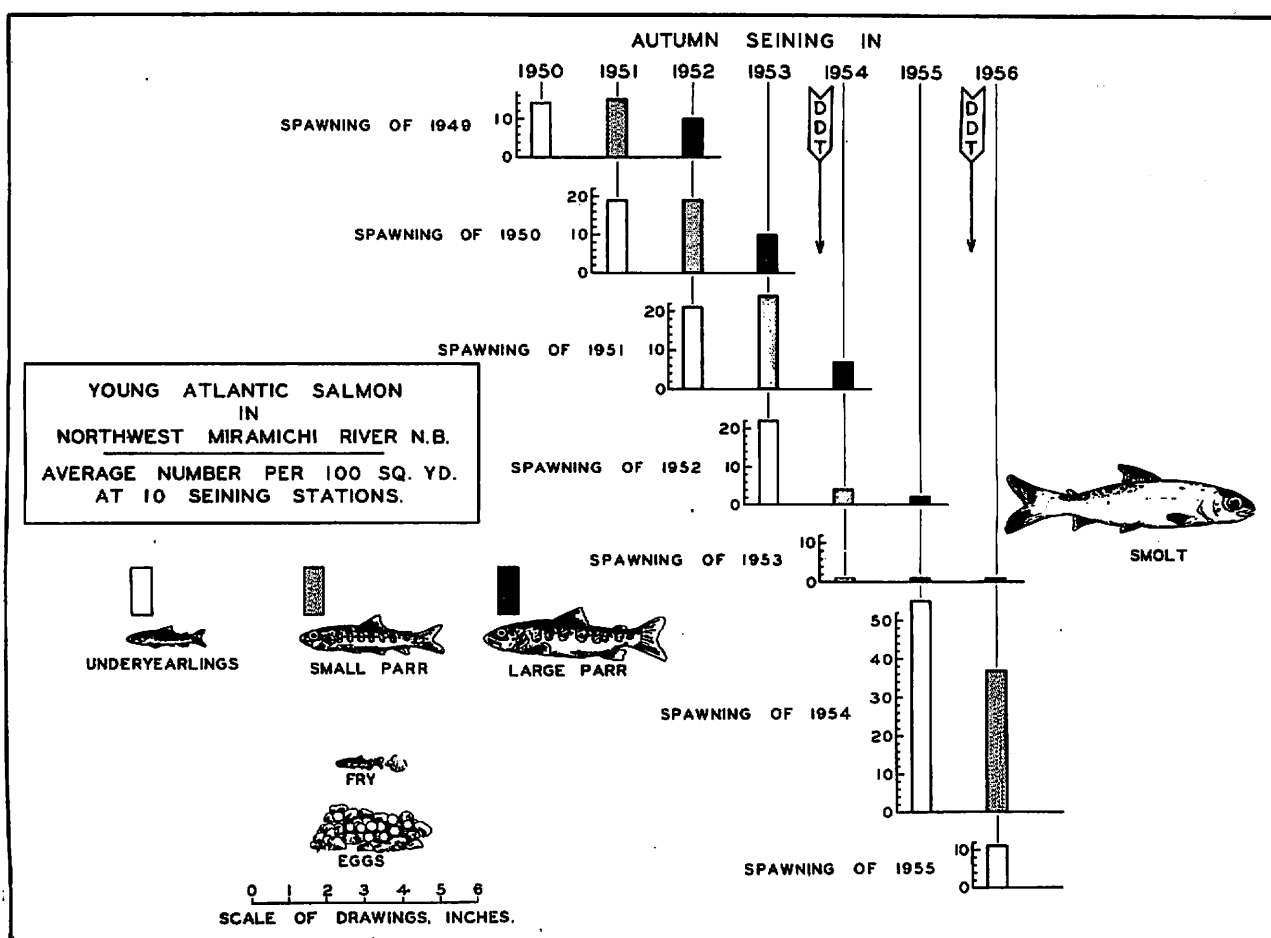 AUTUMN SEINING IN
1950 1951 1952 1953 1954 1955 1956
DDT
DDT
SPAWNING OF 1949
10
0
SPAWNING OF 1950
20
10
0
SPAWNING OF 1951
20
10
0
YOUNG ATLANTIC SALMON
IN
NORTHWEST MIRAMICHI RIVER N.B.
AVERAGE NUMBER PER 100 SQ. YD.
AT 10 SEINING STATIONS.
SPAWNING OF 1952
20
10
0
SMOLT
SPAWNING OF 1953
10
0
UNDERYEARLINGS
SMALL PARR
LARGE PARR
SPAWNING OF 1954
50
40
30
20
10
0
FRY
EGGS
SPAWNING OF 1955
10
0
0 1 2 3 4 5 6
SCALE OF DRAWINGS, INCHES.